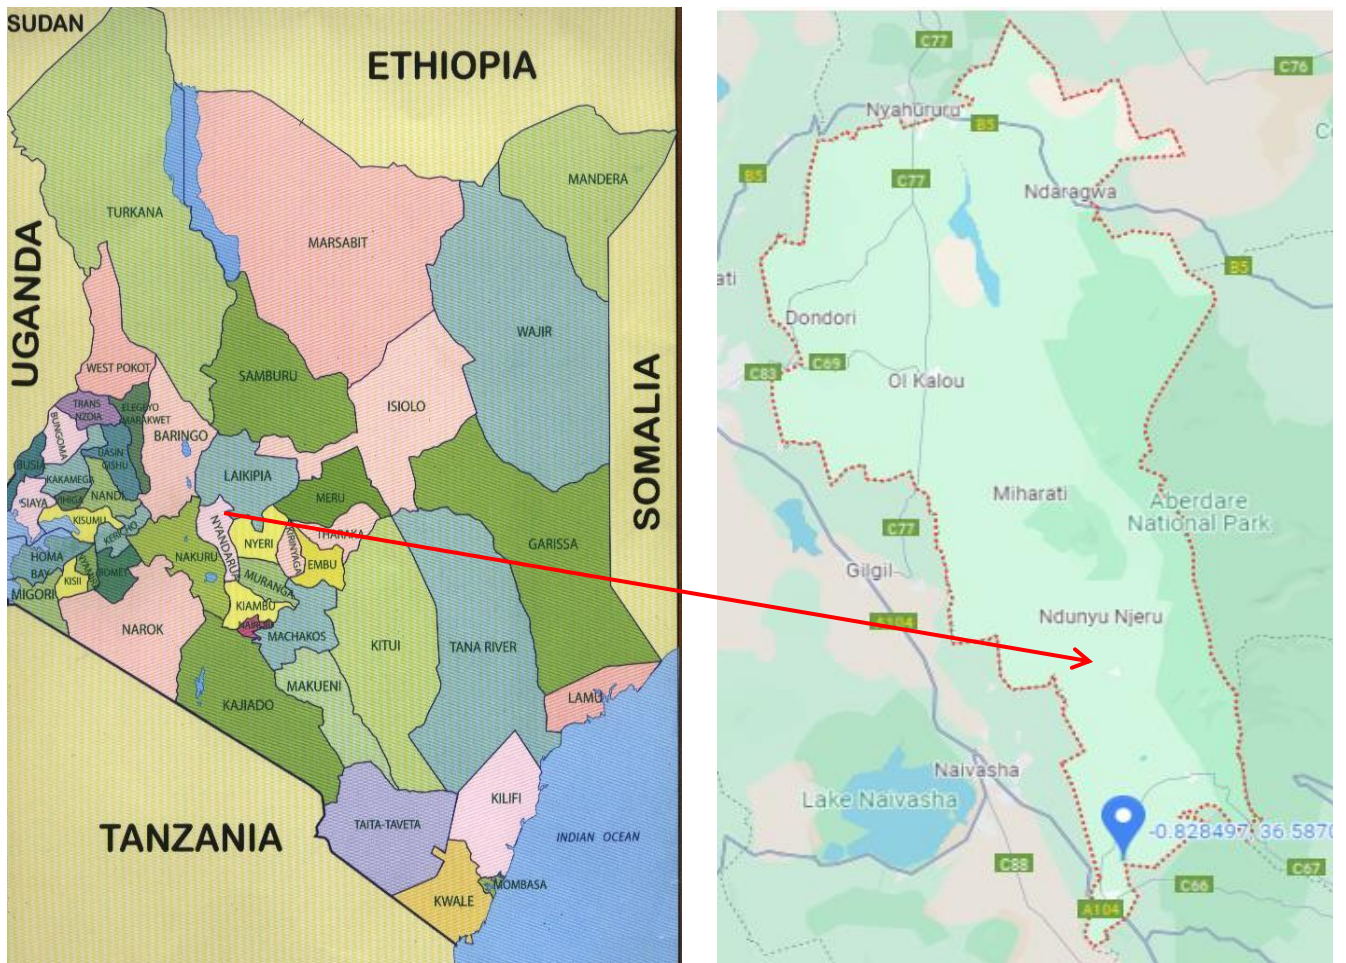 SUDAN
ETHIOPIA
UGANDA
SOMALIA
TANZANIA
INDIAN OCEAN
TURKANA
MARSABIT
MANDERA
WAJIR
WEST POKOT
SAMBURU
ISIOLO
TRANS
NZOIA
ELEGEYO
MARAKWET
BUNGOMA
BARINGO
UASIN
GISHU
BUSIA
KAKAMEGA
LAIKIPIA
NANDI
MERU
SIAYA
VIHIGA
KISUMU
KERICHO
NYANDARUA
NYERI
KIRINYAGA
THARAKA
GARISSA
HOMA
BAY
NAKURU
EMBU
KISII
BOMET
MURANGA
MIGORI
KIAMBU
NAROK
NAIROBI
MACHAKOS
KITUI
TANA RIVER
MAKUENI
KAJIADO
LAMU
KILIFI
TAITA-TAVETA
KWALE
MOMBASA
C77
C76
Nyahururu
B5
B5
C77
Ndaragwa
B5
ati
Dondori
C69
C83
Ol Kalou
Miharati
Aberdare
National Park
C77
Gilgil
A104
Ndunyu Njeru
Naivasha
Lake Naivasha
-0.828497, 36.5870
C88
C67
C66
A104